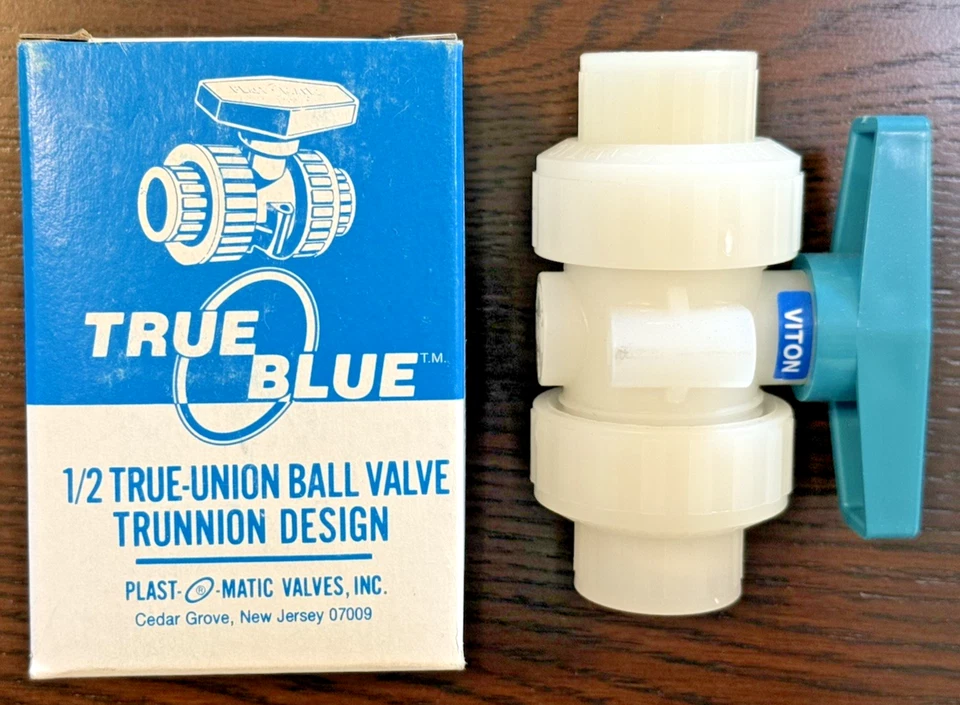 TRUE
BLUE T.M.
1/2 TRUE-UNION BALL VALVE
TRUNNION DESIGN
PLAST-O®-MATIC VALVES, INC.
Cedar Grove, New Jersey 07009
VITON